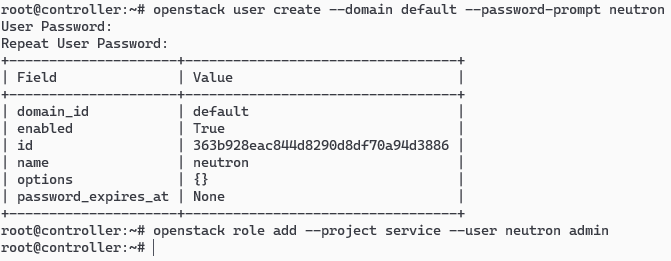 root@controller:~# openstack user create --domain default --password-prompt neutron
User Password:
Repeat User Password:
+---------------------+----------------------------------+
| Field               | Value                            |
+---------------------+----------------------------------+
| domain_id           | default                          |
| enabled             | True                             |
| id                  | 363b928eac844d8290d8df70a94d3886 |
| name                | neutron                          |
| options             | {}                               |
| password_expires_at | None                             |
+---------------------+----------------------------------+
root@controller:~# openstack role add --project service --user neutron admin
root@controller:~#